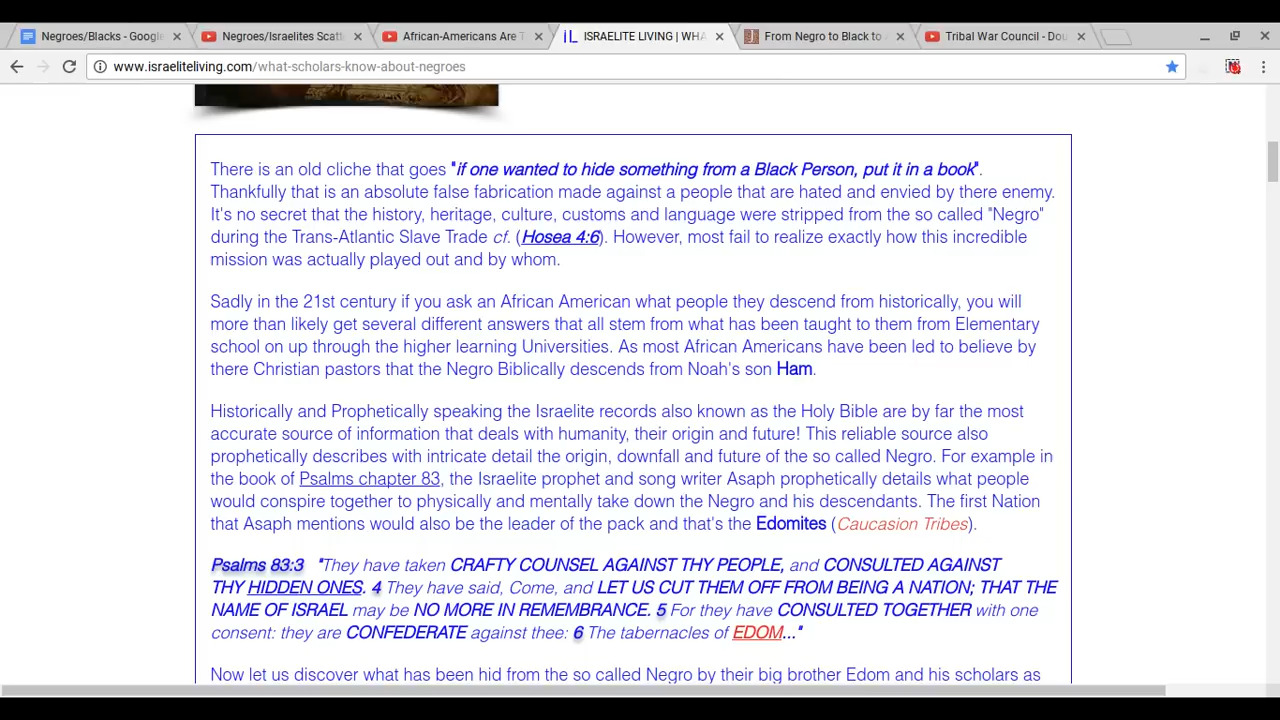 Negroes/Blacks - Google
Negroes/Israelites Scatt
African-Americans Are T
ISRAELITE LIVING | WHA
From Negro to Black to A
Tribal War Council - Dou
www.israeliteliving.com/what-scholars-know-about-negroes
There is an old cliche that goes "if one wanted to hide something from a Black Person, put it in a book".
Thankfully that is an absolute false fabrication made against a people that are hated and envied by there enemy.
It's no secret that the history, heritage, culture, customs and language were stripped from the so called "Negro"
during the Trans-Atlantic Slave Trade cf. (Hosea 4:6). However, most fail to realize exactly how this incredible
mission was actually played out and by whom.
Sadly in the 21st century if you ask an African American what people they descend from historically, you will
more than likely get several different answers that all stem from what has been taught to them from Elementary
school on up through the higher learning Universities. As most African Americans have been led to believe by
there Christian pastors that the Negro Biblically descends from Noah's son Ham.
Historically and Prophetically speaking the Israelite records also known as the Holy Bible are by far the most
accurate source of information that deals with humanity, their origin and future! This reliable source also
prophetically describes with intricate detail the origin, downfall and future of the so called Negro. For example in
the book of Psalms chapter 83, the Israelite prophet and song writer Asaph prophetically details what people
would conspire together to physically and mentally take down the Negro and his descendants. The first Nation
that Asaph mentions would also be the leader of the pack and that's the Edomites (Caucasion Tribes).
Psalms 83:3 "They have taken CRAFTY COUNSEL AGAINST THY PEOPLE, and CONSULTED AGAINST
THY HIDDEN ONES. 4 They have said, Come, and LET US CUT THEM OFF FROM BEING A NATION; THAT THE
NAME OF ISRAEL may be NO MORE IN REMEMBRANCE. 5 For they have CONSULTED TOGETHER with one
consent: they are CONFEDERATE against thee: 6 The tabernacles of EDOM..."
Now let us discover what has been hid from the so called Negro by their big brother Edom and his scholars as